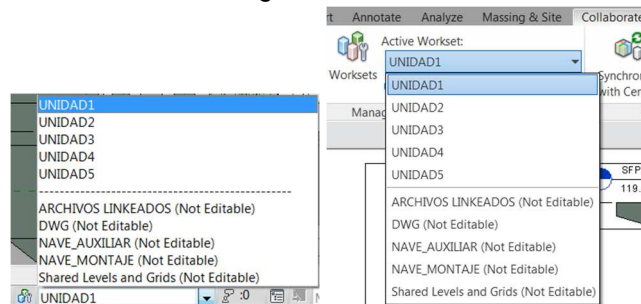 Annotate Analyze Massing & Site Collaborate
Active Workset:
UNIDAD1
Worksets
with Cen
UNIDAD1
UNIDAD2
UNIDAD3
UNIDAD4
UNIDAD5
ARCHIVOS LINKEADOS (Not Editable)
DWG (Not Editable)
NAVE_AUXILIAR (Not Editable)
NAVE_MONTAJE (Not Editable)
Shared Levels and Grids (Not Editable)
SFP
119.
UNIDAD1
UNIDAD2
UNIDAD3
UNIDAD4
UNIDAD5
ARCHIVOS LINKEADOS (Not Editable)
DWG (Not Editable)
NAVE_AUXILIAR (Not Editable)
NAVE_MONTAJE (Not Editable)
Shared Levels and Grids (Not Editable)
UNIDAD1 :0